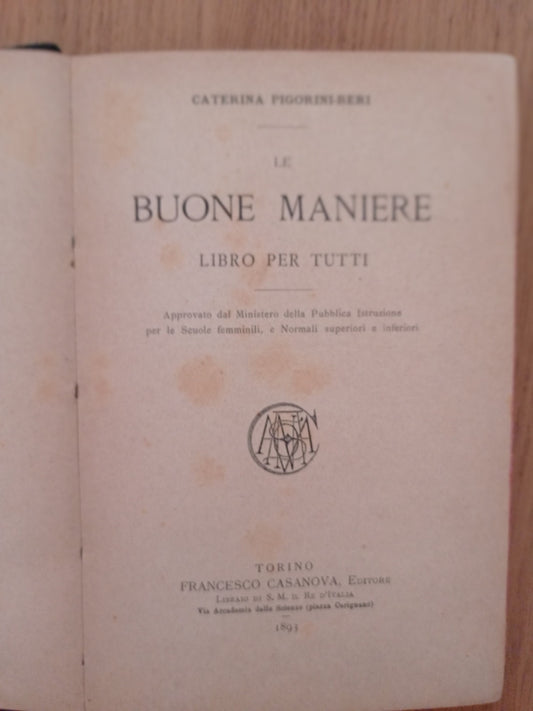 CATERINA PIGORINI-BERI
LE
BUONE MANIERE
LIBRO PER TUTTI
Approvato dal Ministero della Pubblica Istruzione
per le Scuole femminili, e Normali superiori e inferiori
TORINO
FRANCESCO CASANOVA, EDITORE
LIBRAIO DI S. M. IL RE D'ITALIA
Via Accademia delle Scienze (piazza Carignano)
1893